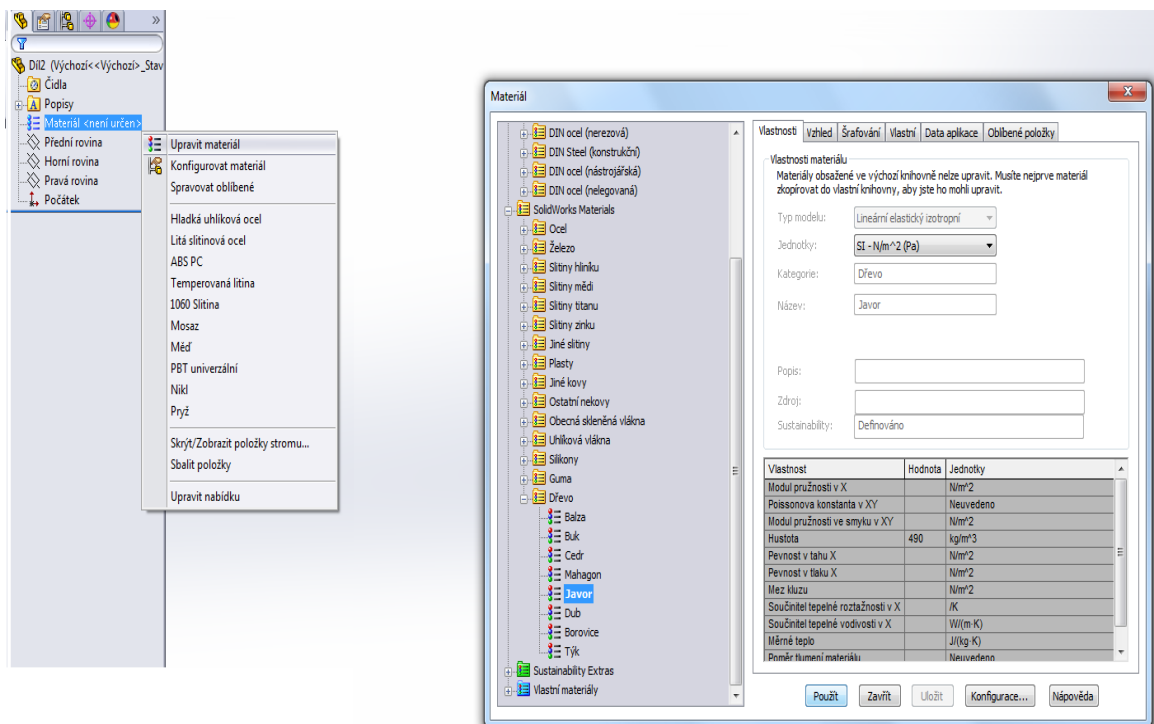 »
Díl2 (Výchozí<<Výchozí>_Stav
Čidla
A Popisy
Materiál <není určen>
Přední rovina
Horní rovina
Pravá rovina
Počátek
Upravit materiál
Konfigurovat materiál
Spravovat oblíbené
Hladká uhlíková ocel
Litá slitinová ocel
ABS PC
Temperovaná litina
1060 Slitina
Mosaz
Měď
PBT univerzální
Nikl
Pryž
Skrýt/Zobrazit položky stromu...
Sbalit položky
Upravit nabídku
Materiál
X
DIN ocel (nerezová)
DIN Steel (konstrukční)
DIN ocel (nástrojářská)
DIN ocel (nelegovaná)
SolidWorks Materials
Ocel
Železo
Slitiny hliníku
Slitiny mědi
Slitiny titanu
Slitiny zinku
Jiné slitiny
Plasty
Jiné kovy
Ostatní nekovy
Obecná skleněná vlákna
Uhlíková vlákna
Silikony
Guma
Dřevo
Balza
Buk
Cedr
Mahagon
Javor
Dub
Borovice
Týk
Sustainability Extras
Vlastní materiály
Vlastnosti Vzhled Šrafování Vlastní Data aplikace Oblíbené položky
Vlastnosti materiálu
Materiály obsažené ve výchozí knihovně nelze upravit. Musíte nejprve materiál
zkopírovat do vlastní knihovny, aby jste ho mohli upravit.
Typ modelu: Lineární elastický izotropní
Jednotky: SI - N/m^2 (Pa)
Kategorie: Dřevo
Název: Javor
Popis:
Zdroj:
Sustainability: Definováno
Vlastnost Hodnota Jednotky
Modul pružnosti v X N/m^2
Poissonova konstanta v XY Neuvedeno
Modul pružnosti ve smyku v XY N/m^2
Hustota 490 kg/m^3
Pevnost v tahu X N/m^2
Pevnost v tlaku X N/m^2
Mez kluzu N/m^2
Součinitel tepelné roztažnosti v X /K
Součinitel tepelné vodivosti v X W/(m·K)
Měrné teplo J/(kg·K)
Poměr tlumení materiálu Neuvedeno
Použít Zavřít Uložit Konfigurace... Nápověda